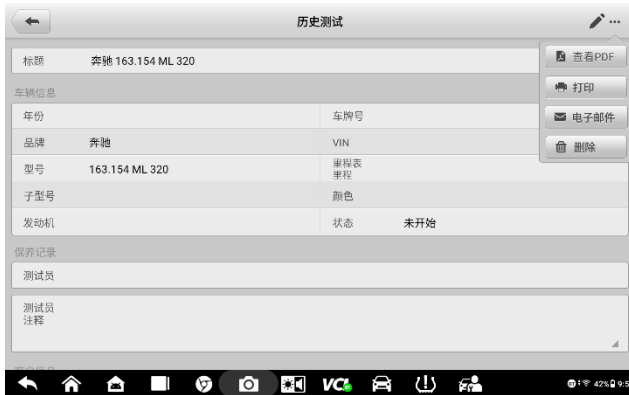 历史测试
标题 奔驰 163.154 ML 320
查看PDF
打印
电子邮件
删除
车辆信息
年份 车牌号
品牌 奔驰 VIN
型号 163.154 ML 320 里程表
里程
子型号 颜色
发动机 状态 未开始
保养记录
测试员
测试员
注释
VCI 42% 9:5